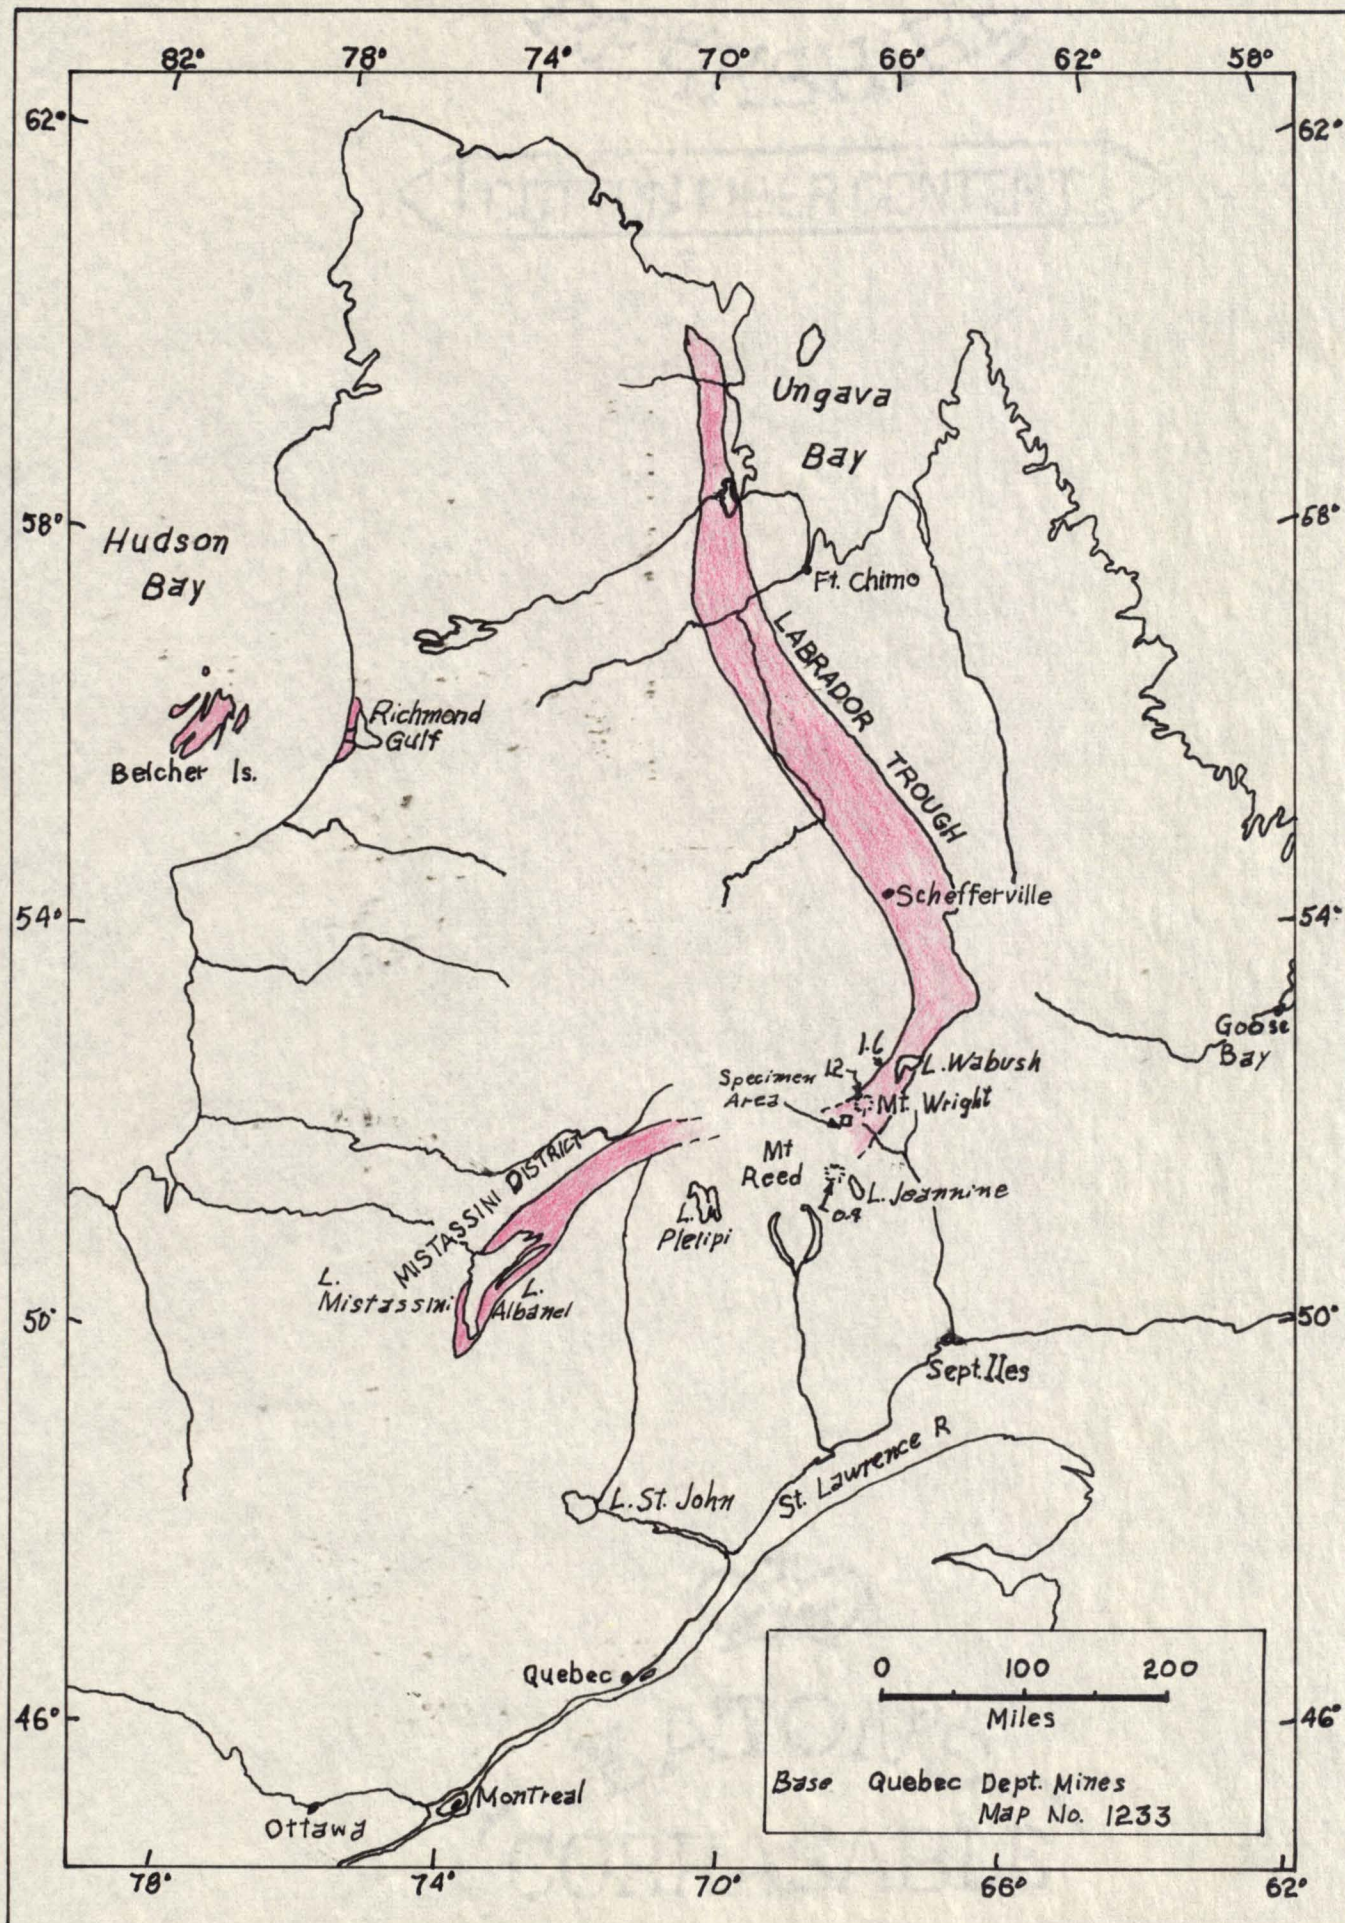 82° 78° 74° 70° 66° 62° 58°
62° 62°
Ungava
Bay
58° 58°
Hudson
Bay
Ft. Chimo
LABRADOR TROUGH
Richmond
Gulf
Belcher Is.
Schefferville
54° 54°
Goose
Bay
1.6
L. Wabush
Specimen 12
Area
Mt. Wright
Mt
Reed
L. Jeannine
0.9
L.
Plelipi
MISTASSINI DISTRICT
L.
Mistassini
L.
Albanel
50° 50°
Sept. Iles
St. Lawrence R
L. St. John
Quebec
0 100 200
Miles
46° 46°
Base Quebec Dept. Mines
Map No. 1233
Montreal
Ottawa
78° 74° 70° 66° 62°